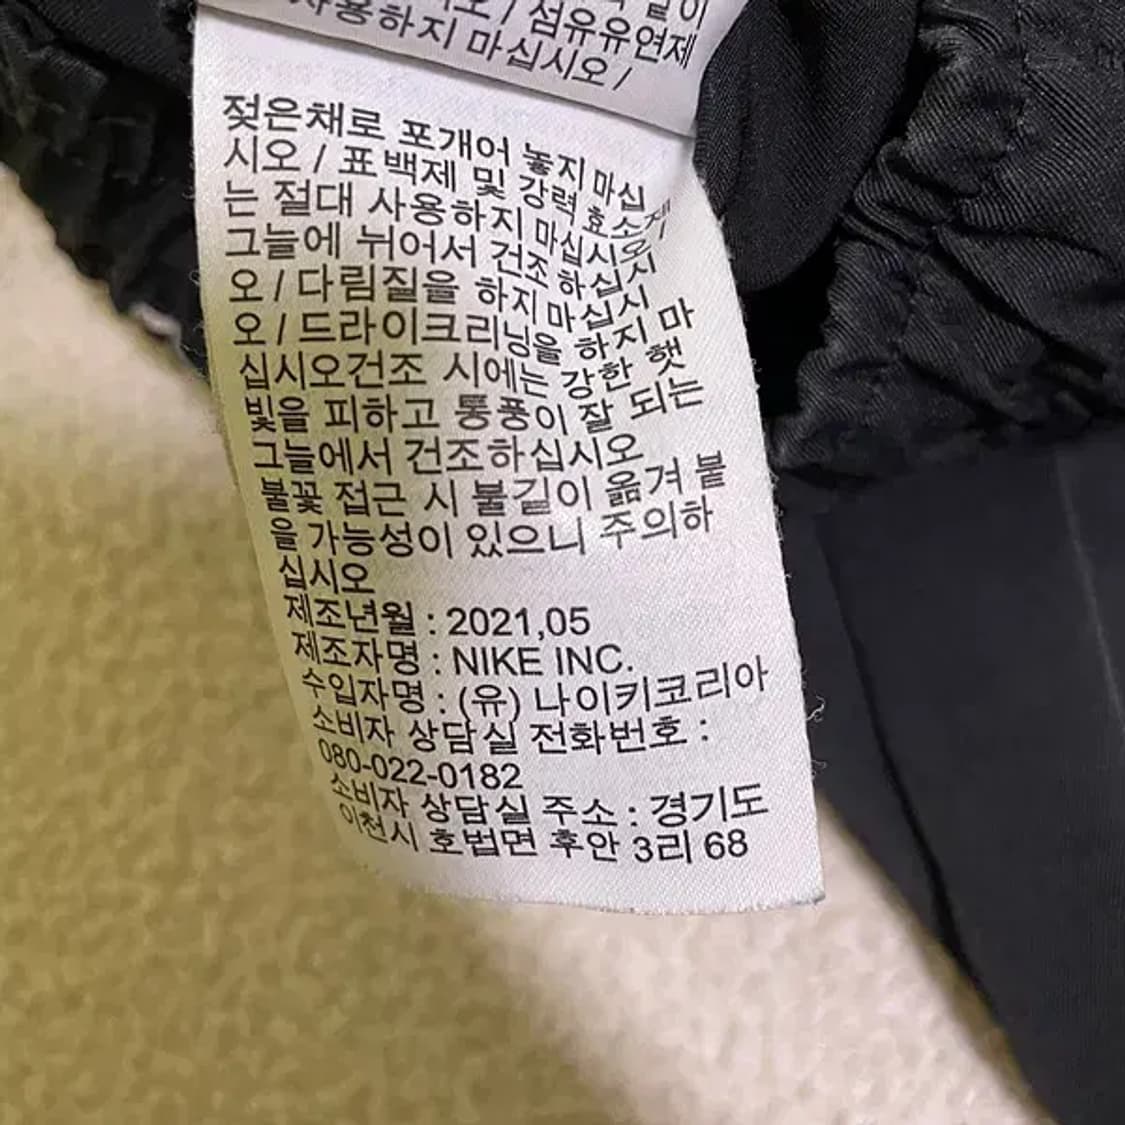 섬유유연제
사용하지 마십시오 /
젖은채로 포개어 놓지 마십
시오 / 표백제 및 강력 효소제
는 절대 사용하지 마십시오 /
그늘에 뉘어서 건조하십시
오 / 다림질을 하지 마십시
오 / 드라이크리닝을 하지 마
십시오건조 시에는 강한 햇
빛을 피하고 통풍이 잘 되는
그늘에서 건조하십시오
불꽃 접근 시 불길이 옮겨 붙
을 가능성이 있으니 주의하
십시오
제조년월 : 2021,05
제조자명 : NIKE INC.
수입자명 : (유) 나이키코리아
소비자 상담실 전화번호 :
080-022-0182
소비자 상담실 주소 : 경기도
이천시 호법면 후안 3리 68